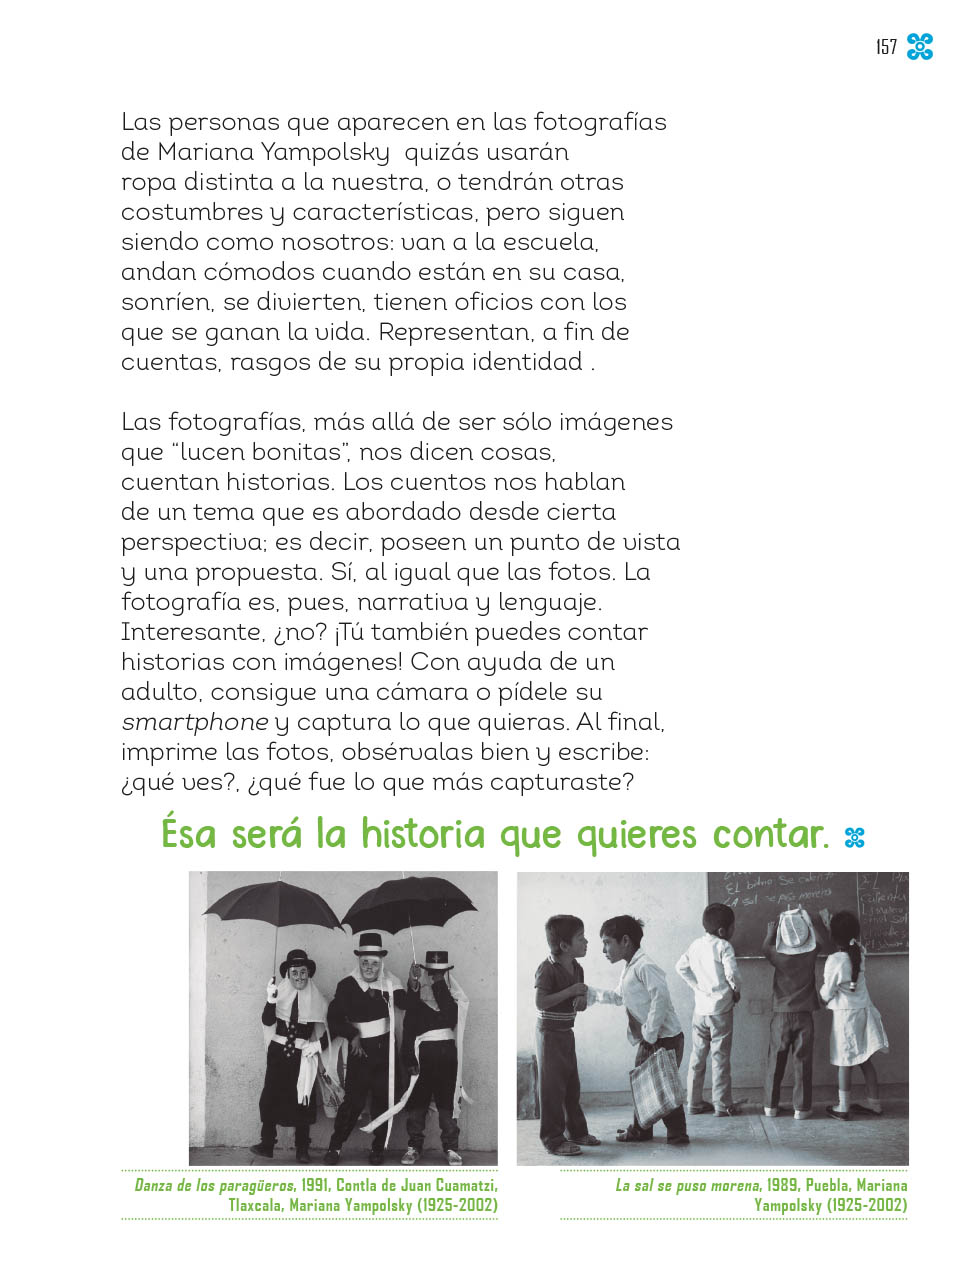 157
Las personas que aparecen en las fotografías
de Mariana Yampolsky quizás usarán
ropa distinta a la nuestra, o tendrán otras
costumbres y características, pero siguen
siendo como nosotros: van a la escuela,
andan cómodos cuando están en su casa,
sonríen, se divierten, tienen oficios con los
que se ganan la vida. Representan, a fin de
cuentas, rasgos de su propia identidad .
Las fotografías, más allá de ser sólo imágenes
que “lucen bonitas”, nos dicen cosas,
cuentan historias. Los cuentos nos hablan
de un tema que es abordado desde cierta
perspectiva; es decir, poseen un punto de vista
y una propuesta. Sí, al igual que las fotos. La
fotografía es, pues, narrativa y lenguaje.
Interesante, ¿no? ¡Tú también puedes contar
historias con imágenes! Con ayuda de un
adulto, consigue una cámara o pídele su
smartphone y captura lo que quieras. Al final,
imprime las fotos, obsérvalas bien y escribe:
¿qué ves?, ¿qué fue lo que más capturaste?
Ésa será la historia que quieres contar.
EL
Se
LA sal se puso morena
EL
Danza de los paragüeros, 1991, Contla de Juan Cuamatzi,
Tlaxcala, Mariana Yampolsky (1925-2002)
La sal se puso morena, 1989, Puebla, Mariana
Yampolsky (1925-2002)